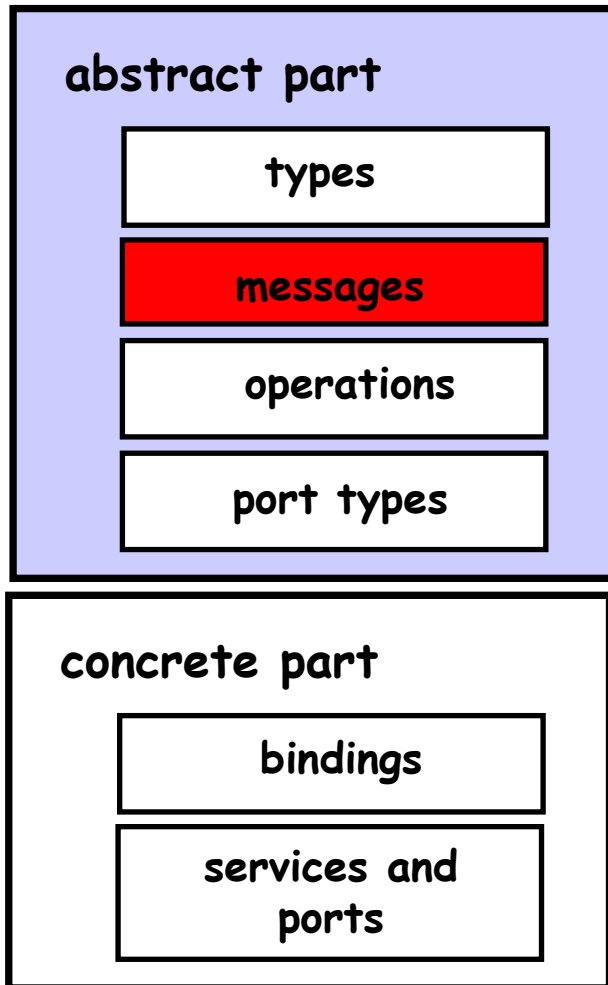 abstract part
types
messages
operations
port types
concrete part
bindings
services and
ports